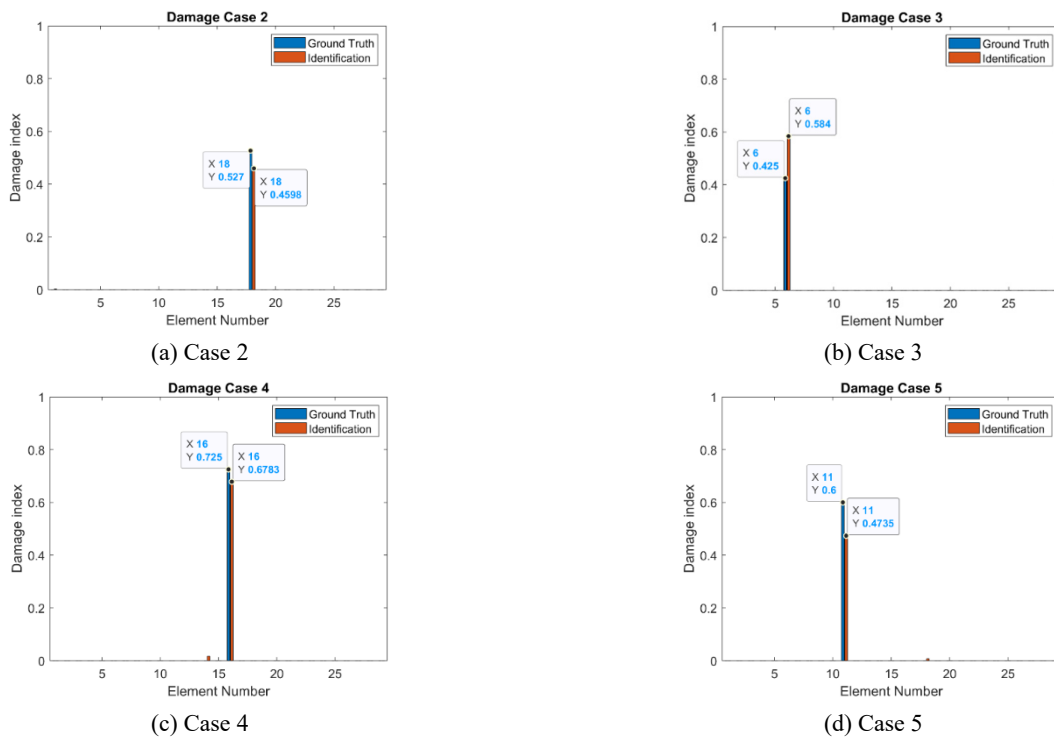 Damage Case 2
1
0.8
0.6
0.4
0.2
0
Damage index
Ground Truth
Identification
X 18
Y 0.527
X 18
Y 0.4598
5 10 15 20 25
Element Number
(a) Case 2
Damage Case 3
1
0.8
0.6
0.4
0.2
0
Damage index
Ground Truth
Identification
X 6
Y 0.584
X 6
Y 0.425
5 10 15 20 25
Element Number
(b) Case 3
Damage Case 4
1
0.8
0.6
0.4
0.2
0
Damage index
Ground Truth
Identification
X 16
Y 0.725
X 16
Y 0.6783
5 10 15 20 25
Element Number
(c) Case 4
Damage Case 5
1
0.8
0.6
0.4
0.2
0
Damage index
Ground Truth
Identification
X 11
Y 0.6
X 11
Y 0.4735
5 10 15 20 25
Element Number
(d) Case 5